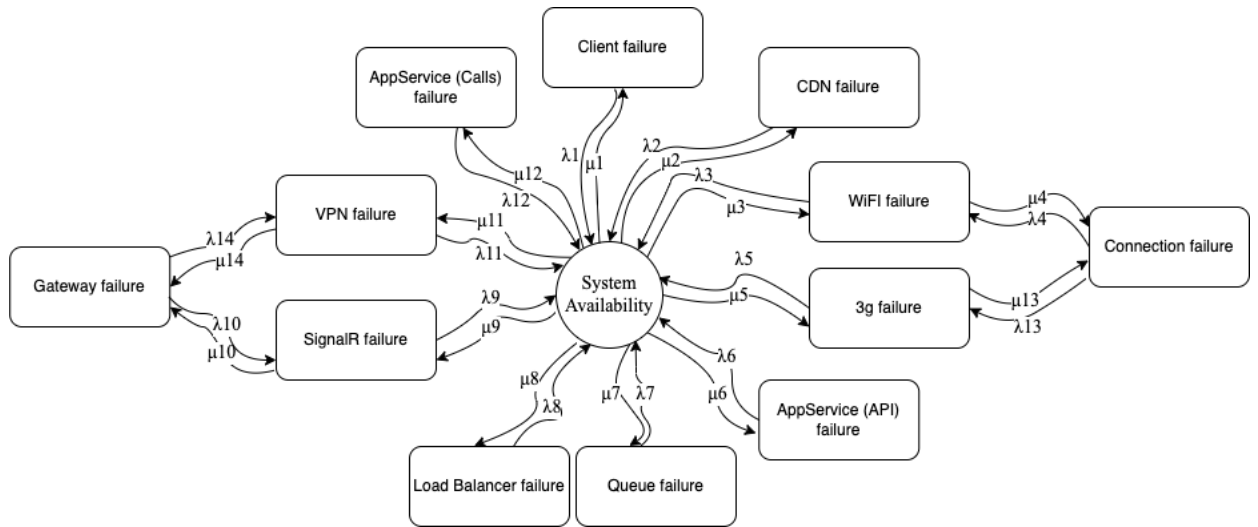 Client failure
AppService (Calls)
failure
CDN failure
λ1
μ1
λ2
μ2
μ12
λ12
λ3
μ3
VPN failure
WiFI failure
μ4
λ4
μ11
λ11
λ14
μ14
Gateway failure
System
Availability
Connection failure
λ5
μ5
3g failure
μ13
λ13
λ9
μ9
SignalR failure
λ10
μ10
λ6
μ6
μ8
λ8
μ7
λ7
AppService (API)
failure
Load Balancer failure
Queue failure